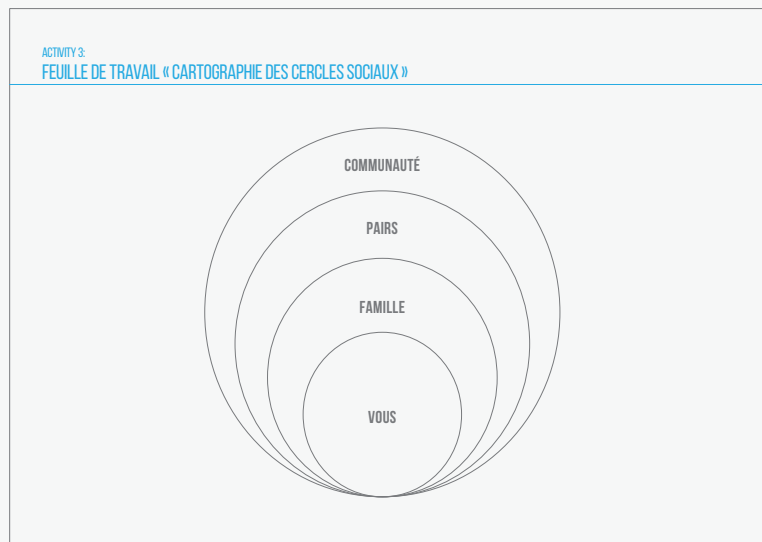 ACTIVITY 3:
FEUILLE DE TRAVAIL « CARTOGRAPHIE DES CERCLES SOCIAUX »
COMMUNAUTÉ
PAIRS
FAMILLE
VOUS